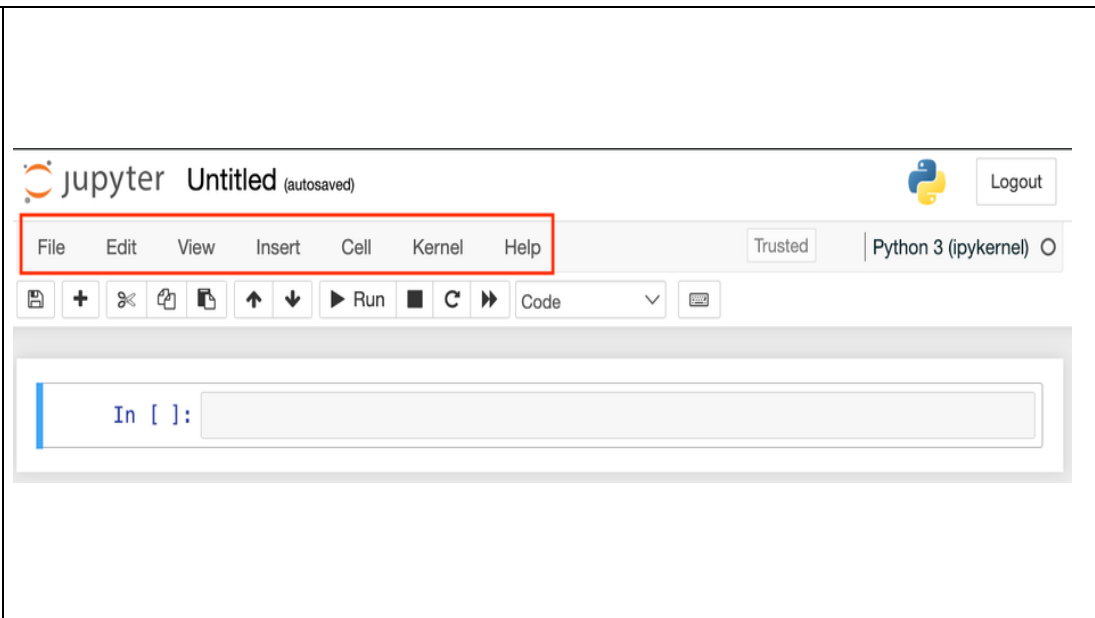 jupyter Untitled (autosaved) Logout
File Edit View Insert Cell Kernel Help Trusted Python 3 (ipykernel)
Run Code
In [ ]: